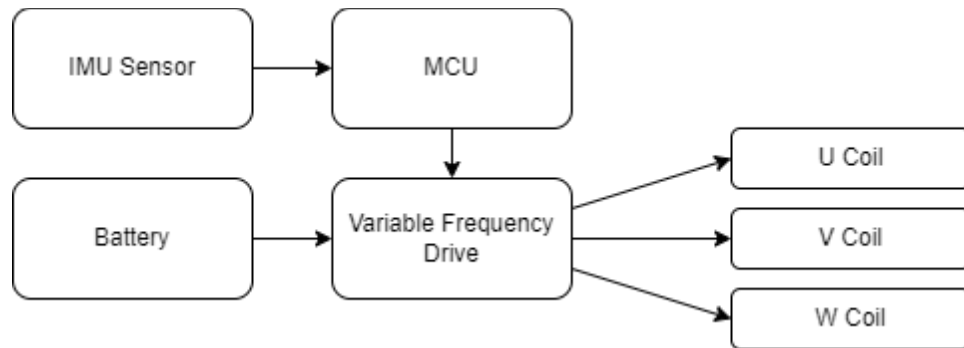 IMU Sensor
MCU
Battery
Variable Frequency
Drive
U Coil
V Coil
W Coil